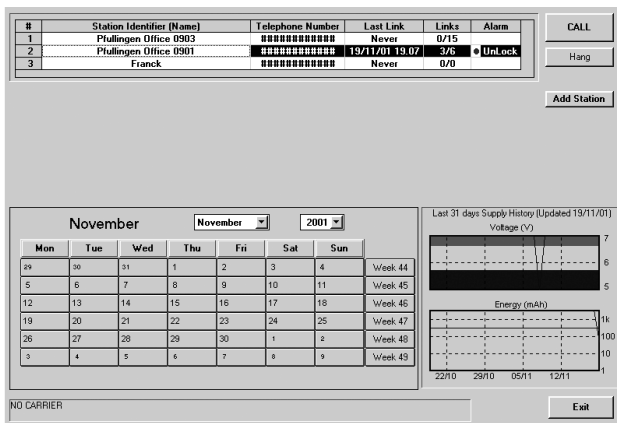 # Station Identifier (Name) Telephone Number Last Link Links Alarm
1 Pfullingen Office 0903 ############ Never 0/15
2 Pfullingen Office 0901 ############ 19/11/01 19.07 3/6 UnLock
3 Franck ############ Never 0/0
CALL
Hang
Add Station
November November 2001
Mon Tue Wed Thu Fri Sat Sun
29 30 31 1 2 3 4 Week 44
5 6 7 8 9 10 11 Week 45
12 13 14 15 16 17 18 Week 46
19 20 21 22 23 24 25 Week 47
26 27 28 29 30 1 2 Week 48
3 4 5 6 7 8 9 Week 49
Last 31 days Supply History (Updated 19/11/01)
Voltage (V)
7
6
5
Energy (mAh)
1k
100
10
1
22/10 29/10 05/11 12/11
NO CARRIER
Exit